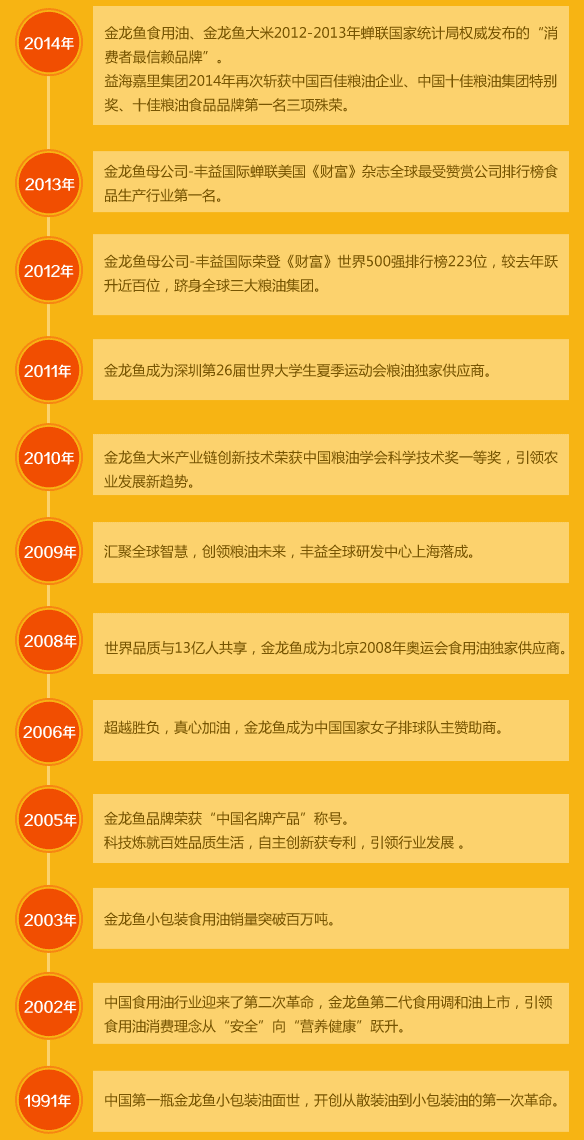 2014年
金龙鱼食用油、金龙鱼大米2012-2013年蝉联国家统计局权威发布的“消
费者最信赖品牌”。
益海嘉里集团2014年再次斩获中国百佳粮油企业、中国十佳粮油集团特别
奖、十佳粮油食品品牌第一名三项殊荣。
2013年
金龙鱼母公司-丰益国际蝉联美国《财富》杂志全球最受赞赏公司排行榜食
品生产行业第一名。
2012年
金龙鱼母公司-丰益国际荣登《财富》世界500强排行榜223位，较去年跃
升近百位，跻身全球三大粮油集团。
2011年
金龙鱼成为深圳第26届世界大学生夏季运动会粮油独家供应商。
2010年
金龙鱼大米产业链创新技术荣获中国粮油学会科学技术奖一等奖，引领农
业发展新趋势。
2009年
汇聚全球智慧，创领粮油未来，丰益全球研发中心上海落成。
2008年
世界品质与13亿人共享，金龙鱼成为北京2008年奥运会食用油独家供应商。
2006年
超越胜负，真心加油，金龙鱼成为中国国家女子排球队主赞助商。
2005年
金龙鱼品牌荣获“中国名牌产品”称号。
科技炼就百姓品质生活，自主创新获专利，引领行业发展 。
2003年
金龙鱼小包装食用油销量突破百万吨。
2002年
中国食用油行业迎来了第二次革命，金龙鱼第二代食用调和油上市，引领
食用油消费理念从“安全”向“营养健康”跃升。
1991年
中国第一瓶金龙鱼小包装油面世，开创从散装油到小包装油的第一次革命。